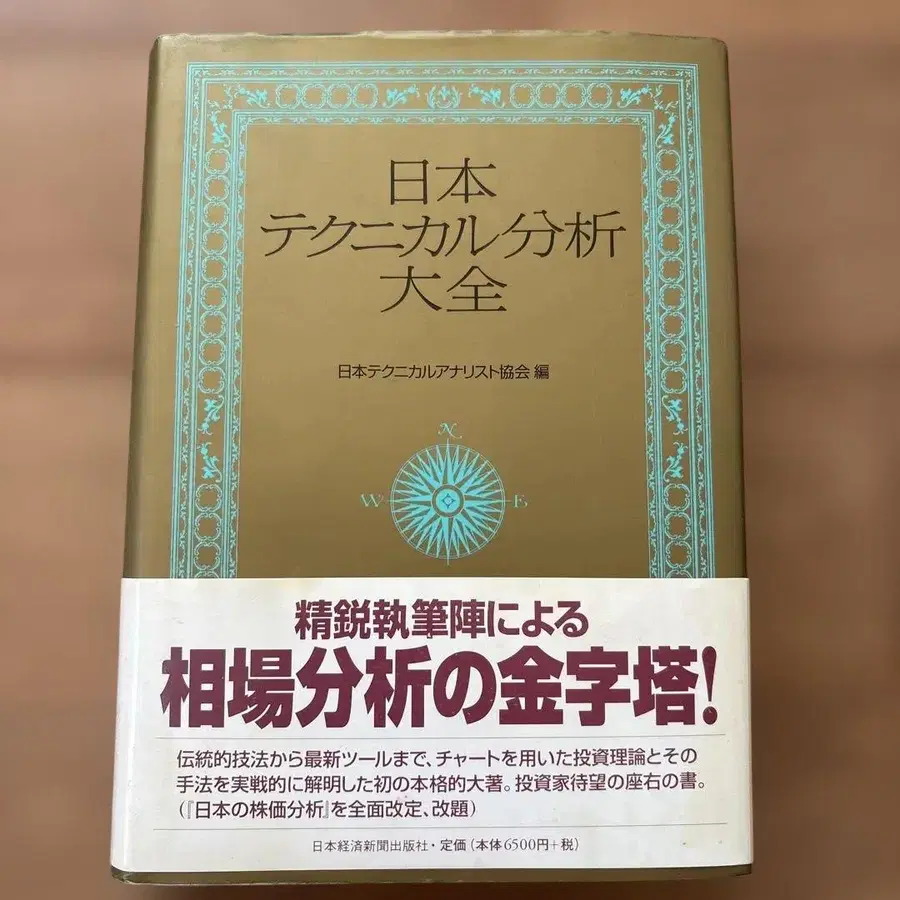 日本
テクニカル分析
大全
日本テクニカルアナリスト協会 編
N
W E
精鋭執筆陣による
相場分析の金字塔!
伝統的技法から最新ツールまで、チャートを用いた投資理論とその
手法を実戦的に解明した初の本格的大著。投資家待望の座右の書。
(『日本の株価分析』を全面改定、改題)
日本経済新聞出版社・定価(本体6500円+税)